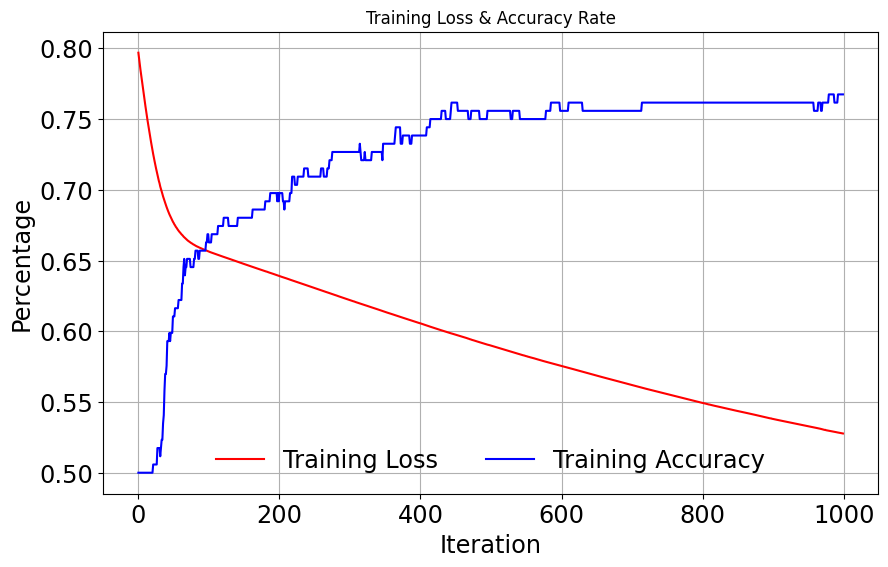 Training Loss & Accuracy Rate
0.80
0.75
0.70
0.65
0.60
0.55
0.50
Percentage
Training Loss
Training Accuracy
0
200
400
600
800
1000
Iteration